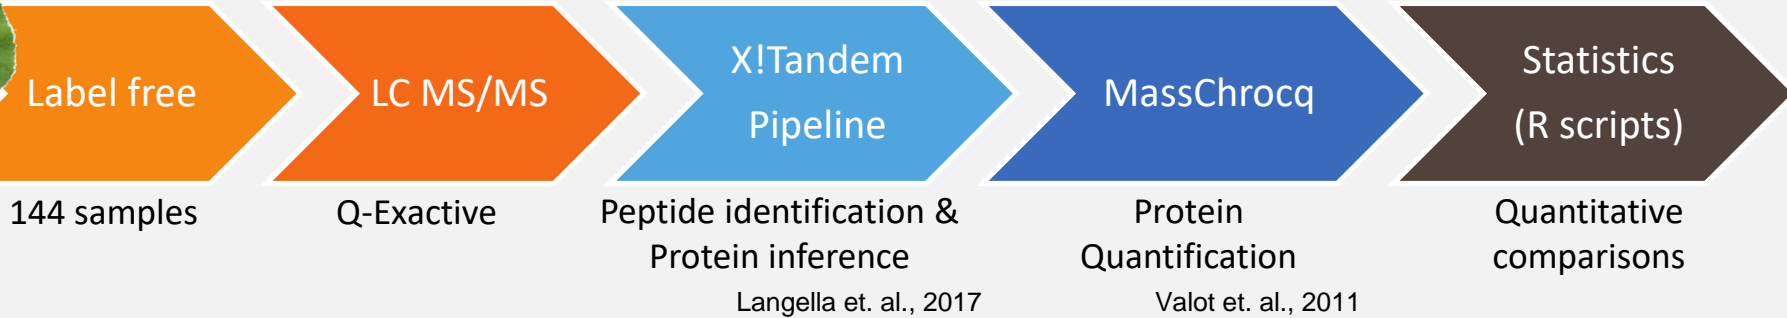 Label free
LC MS/MS
X!Tandem
Pipeline
MassChrocq
Statistics
(R scripts)
144 samples
Q-Exactive
Peptide identification &
Protein inference
Langella et. al., 2017
Protein
Quantification
Valot et. al., 2011
Quantitative
comparisons